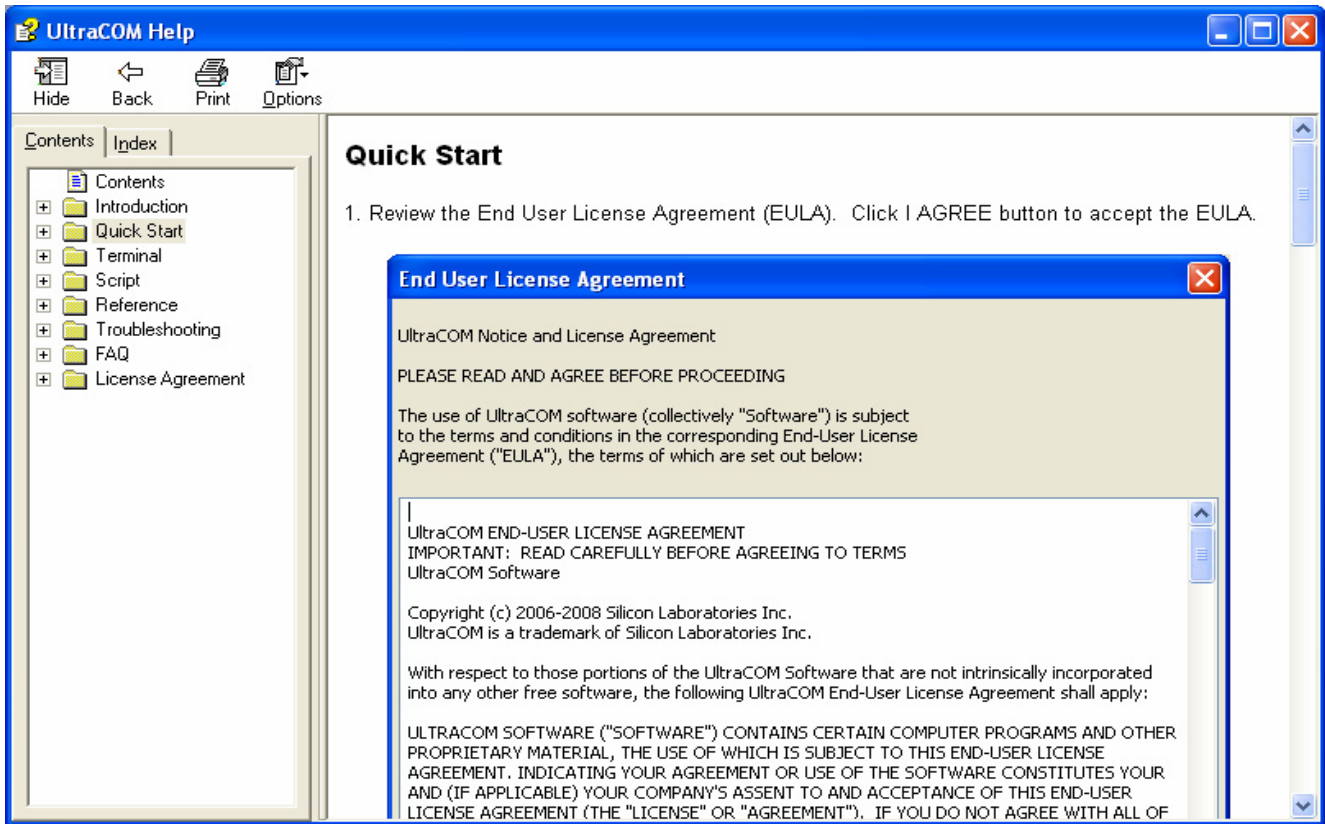 UltraCOM Help
Hide Back Print Options
Contents Index
Contents
Introduction
Quick Start
Terminal
Script
Reference
Troubleshooting
FAQ
License Agreement
Quick Start
1. Review the End User License Agreement (EULA). Click I AGREE button to accept the EULA.
End User License Agreement
UltraCOM Notice and License Agreement
PLEASE READ AND AGREE BEFORE PROCEEDING
The use of UltraCOM software (collectively "Software") is subject
to the terms and conditions in the corresponding End-User License
Agreement ("EULA"), the terms of which are set out below:
UltraCOM END-USER LICENSE AGREEMENT
IMPORTANT: READ CAREFULLY BEFORE AGREEING TO TERMS
UltraCOM Software
Copyright (c) 2006-2008 Silicon Laboratories Inc.
UltraCOM is a trademark of Silicon Laboratories Inc.
With respect to those portions of the UltraCOM Software that are not intrinsically incorporated
into any other free software, the following UltraCOM End-User License Agreement shall apply:
ULTRACOM SOFTWARE ("SOFTWARE") CONTAINS CERTAIN COMPUTER PROGRAMS AND OTHER
PROPRIETARY MATERIAL, THE USE OF WHICH IS SUBJECT TO THIS END-USER LICENSE
AGREEMENT. INDICATING YOUR AGREEMENT OR USE OF THE SOFTWARE CONSTITUTES YOUR
AND (IF APPLICABLE) YOUR COMPANY'S ASSENT TO AND ACCEPTANCE OF THIS END-USER
LICENSE AGREEMENT (THE "LICENSE" OR "AGREEMENT"). IF YOU DO NOT AGREE WITH ALL OF